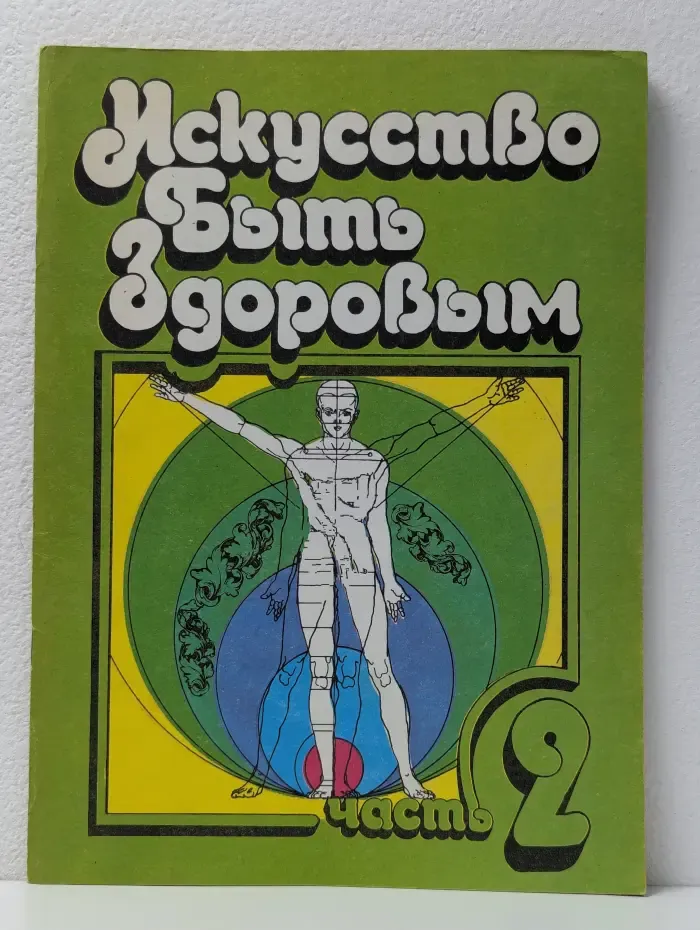 Искусство
Быть
Здоровым
часть 2